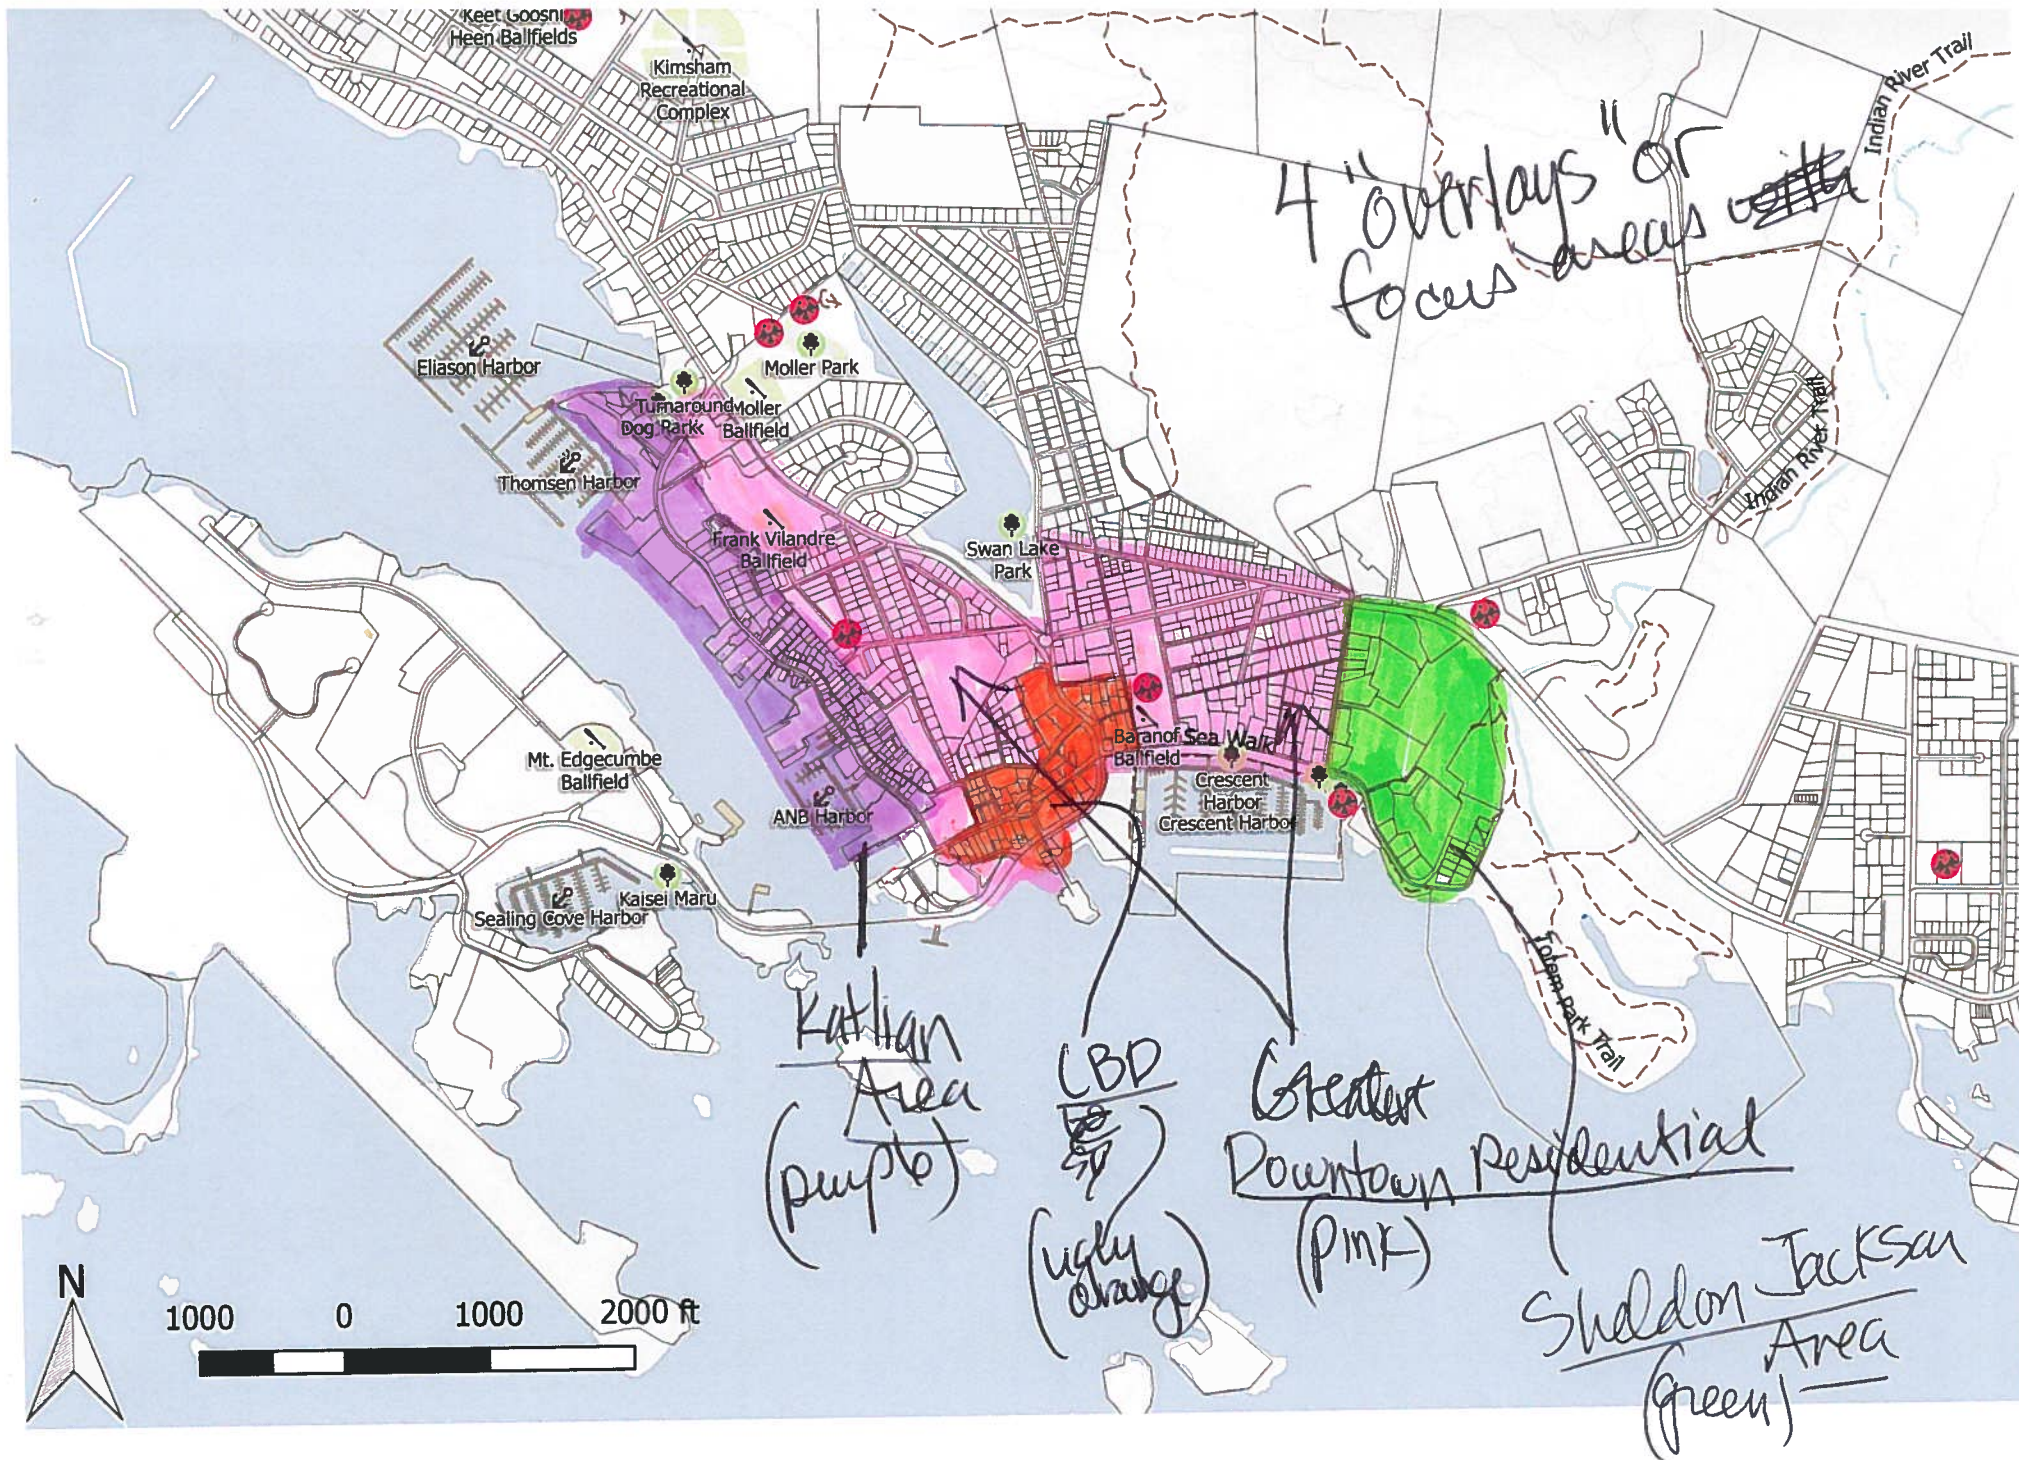 Keet Gooshi
Heen Ballfields
Kimsham
Recreational
Complex
Indian River Trail
4 "overlays" or
focus areas
Eliason Harbor
Moller Park
Turnaround
Dog Park
Moller
Ballfield
Thomsen Harbor
Indian River Trail
Indian River Trail
Frank Vilandre
Ballfield
Swan Lake
Park
Mt. Edgecumbe
Ballfield
Baranof
Ballfield
Sea Walk
Crescent
Harbor
Crescent Harbor
ANB Harbor
Kaisei Maru
Sealing Cove Harbor
Totem Park Trail
Katlian
Area
(purple)
CBD
(ugly
orange)
Greater
Downtown Residential
(pink)
Sheldon Jackson
Area
(green)
N
1000 0 1000 2000 ft